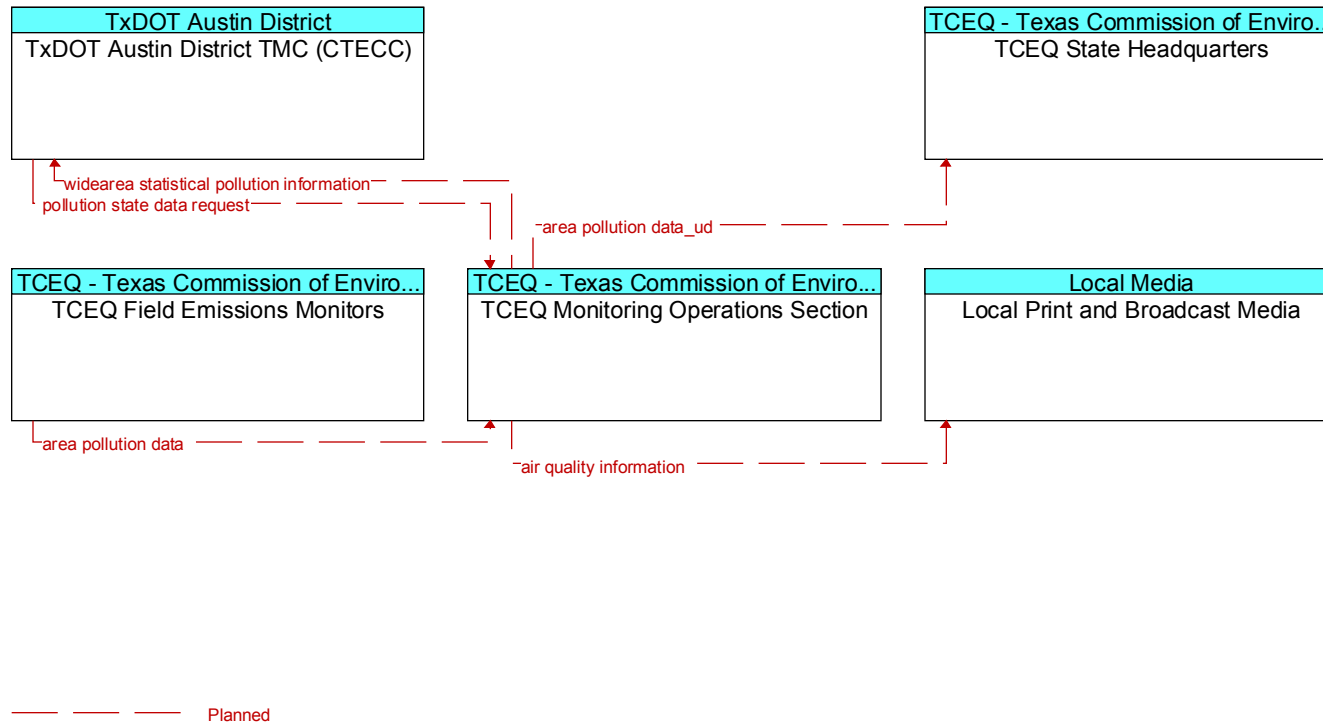 TxDOT Austin District
TxDOT Austin District TMC (CTECC)
TCEQ - Texas Commission of Enviro...
TCEQ State Headquarters
widearea statistical pollution information
pollution state data request
area pollution data_ud
TCEQ - Texas Commission of Enviro...
TCEQ Field Emissions Monitors
TCEQ - Texas Commission of Enviro...
TCEQ Monitoring Operations Section
Local Media
Local Print and Broadcast Media
area pollution data
air quality information
Planned